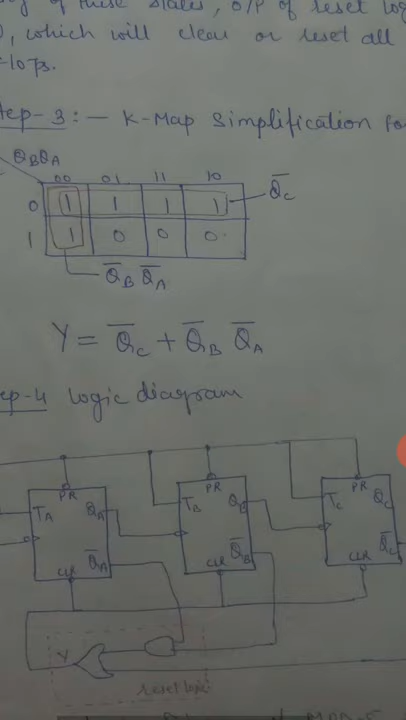 of these states, O/P of reset
which will clear or reset all
Step-3:- K-Map Simplification for
QBQA
00 01 11 10
0 1 1 1 1 Q̅C
1 1 0 0 0
Q̅B Q̅A
Y = Q̅C + Q̅B Q̅A
Step-4 Logic diagram
PR PR PR
TA QA TB QB TC QC
CLR Q̅A CLR Q̅B CLR Q̅C
Y
reset logic